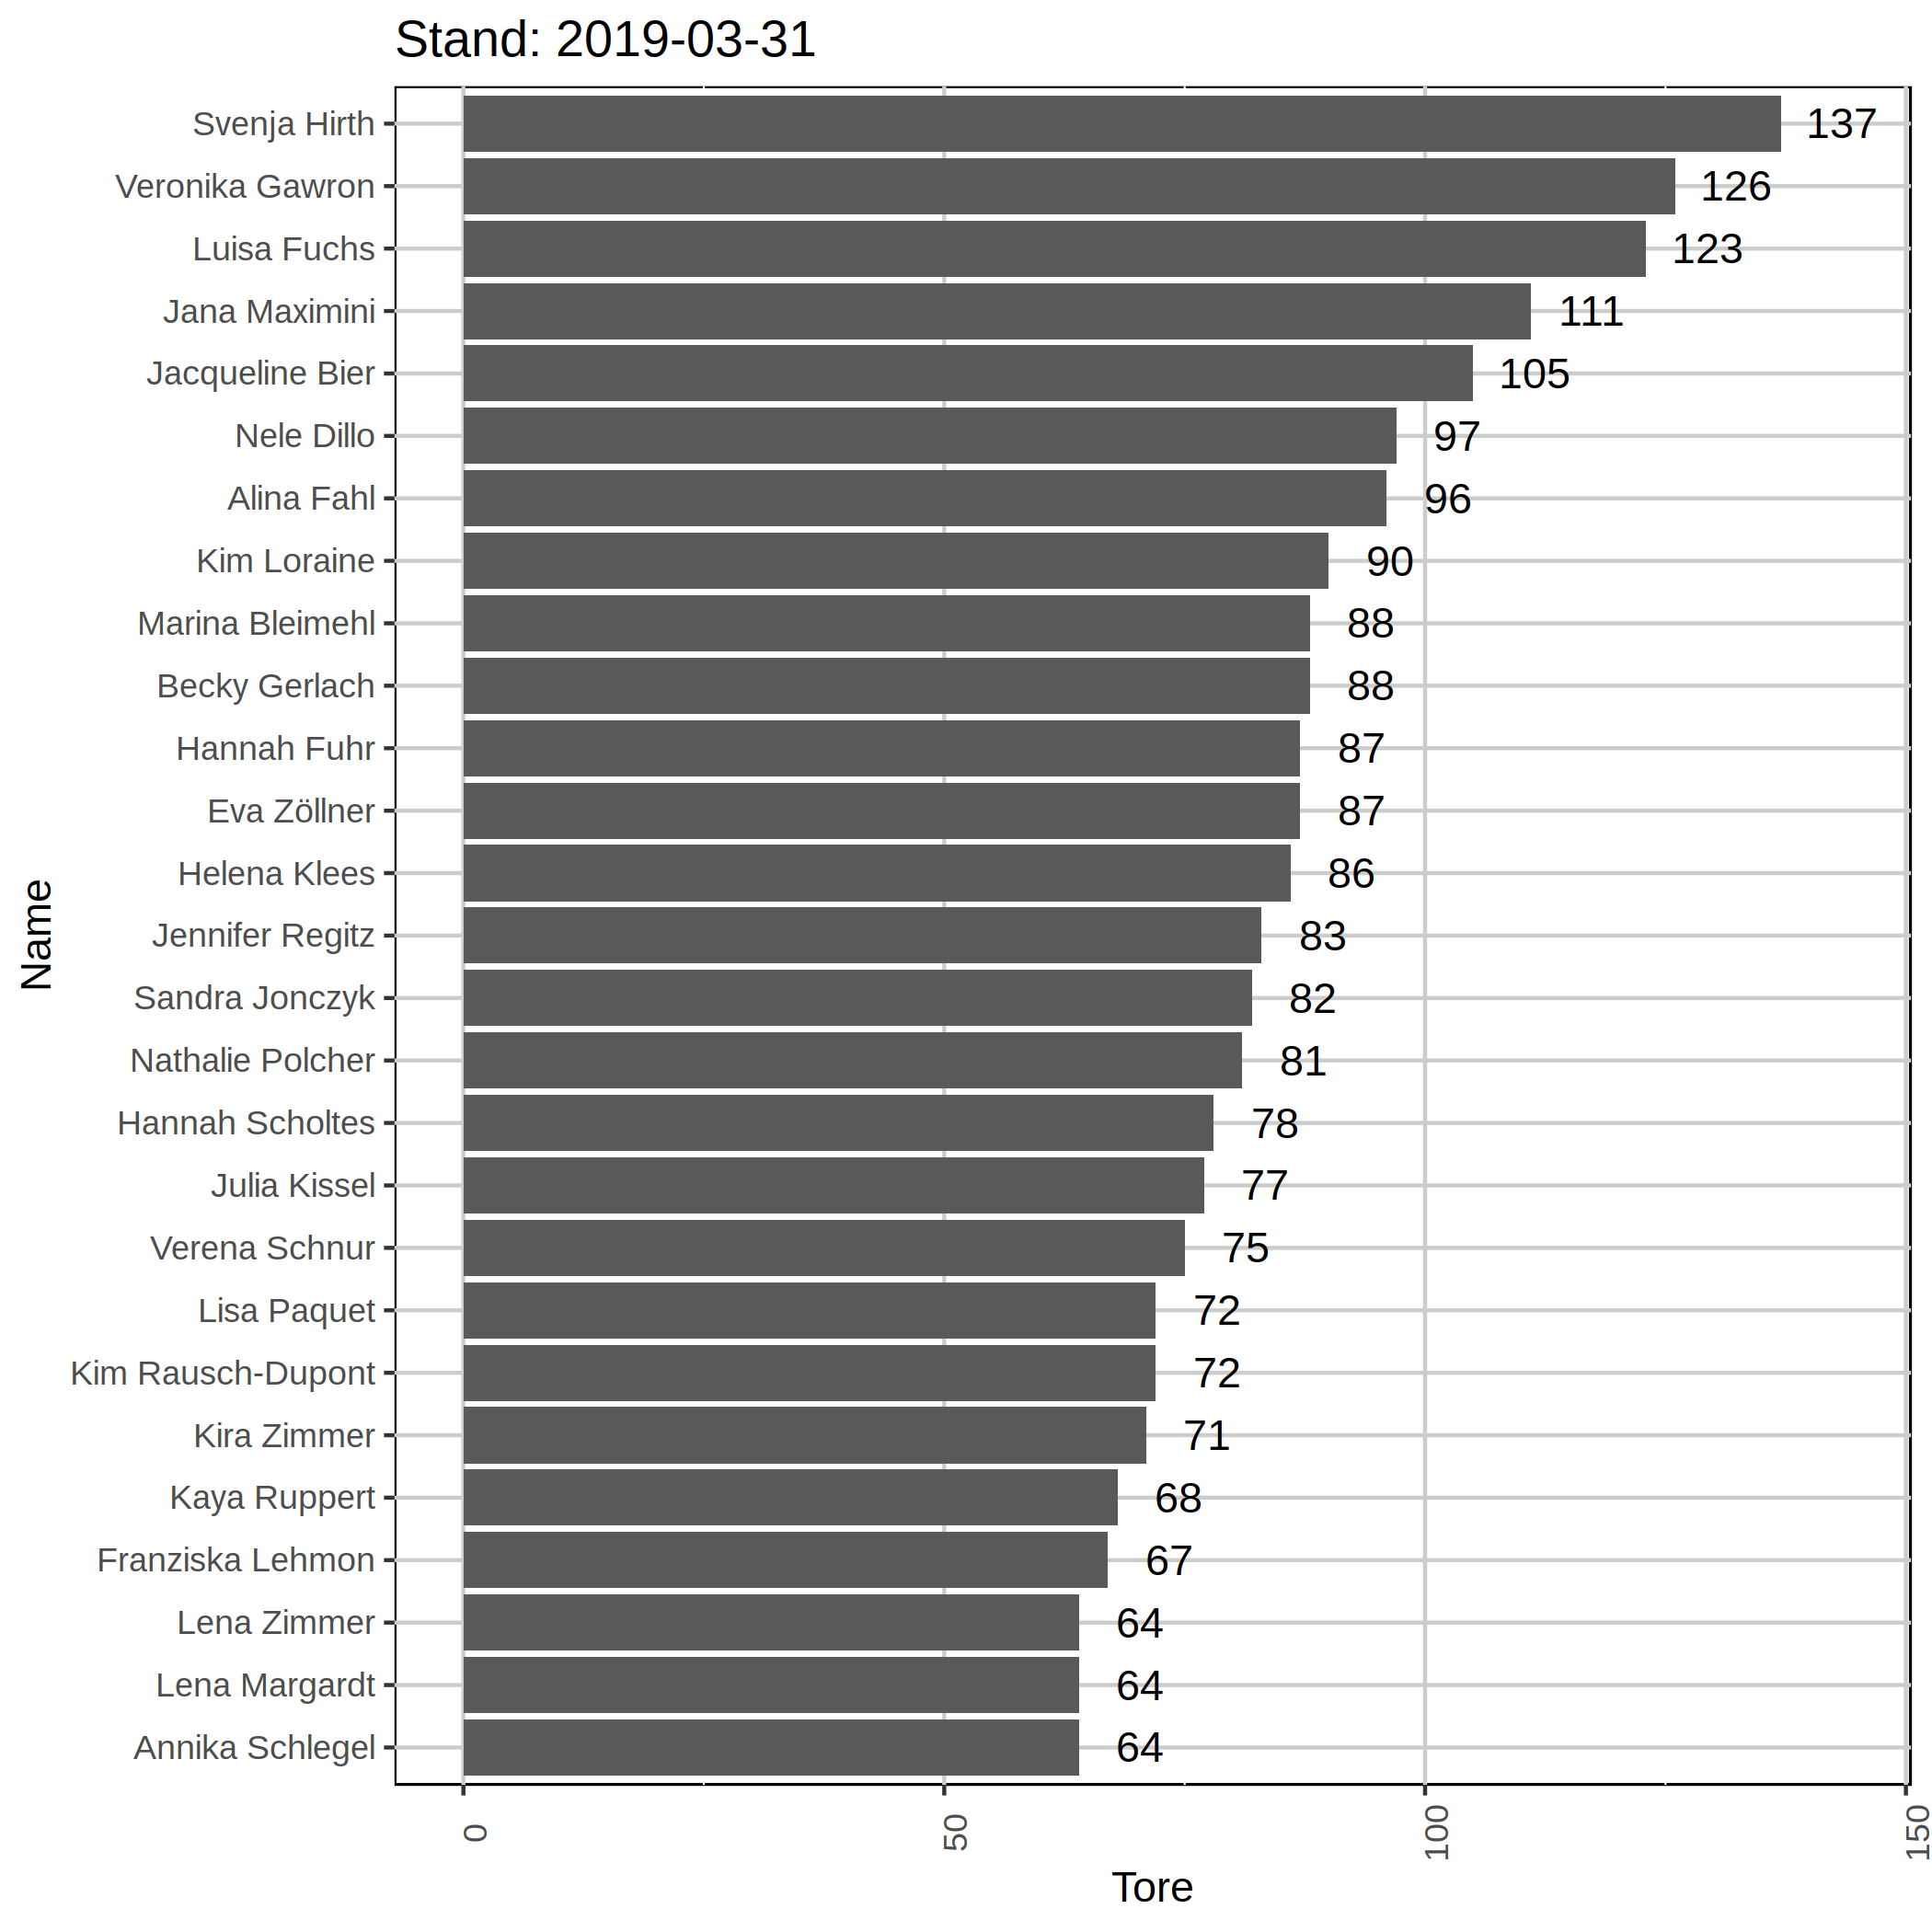 Stand: 2019-03-31
Svenja Hirth 137
Veronika Gawron 126
Luisa Fuchs 123
Jana Maximini 111
Jacqueline Bier 105
Nele Dillo 97
Alina Fahl 96
Kim Loraine 90
Marina Bleimehl 88
Becky Gerlach 88
Hannah Fuhr 87
Eva Zöllner 87
Helena Klees 86
Jennifer Regitz 83
Sandra Jonczyk 82
Nathalie Polcher 81
Hannah Scholtes 78
Julia Kissel 77
Verena Schnur 75
Lisa Paquet 72
Kim Rausch-Dupont 72
Kira Zimmer 71
Kaya Ruppert 68
Franziska Lehmon 67
Lena Zimmer 64
Lena Margardt 64
Annika Schlegel 64
Name
0 50 100 150
Tore